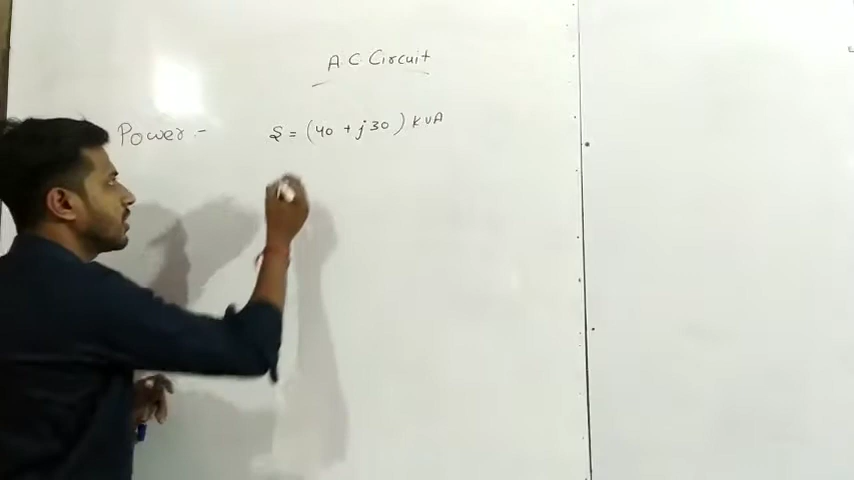 A.C. Circuit
Power :- S = (40 + j30) KVA